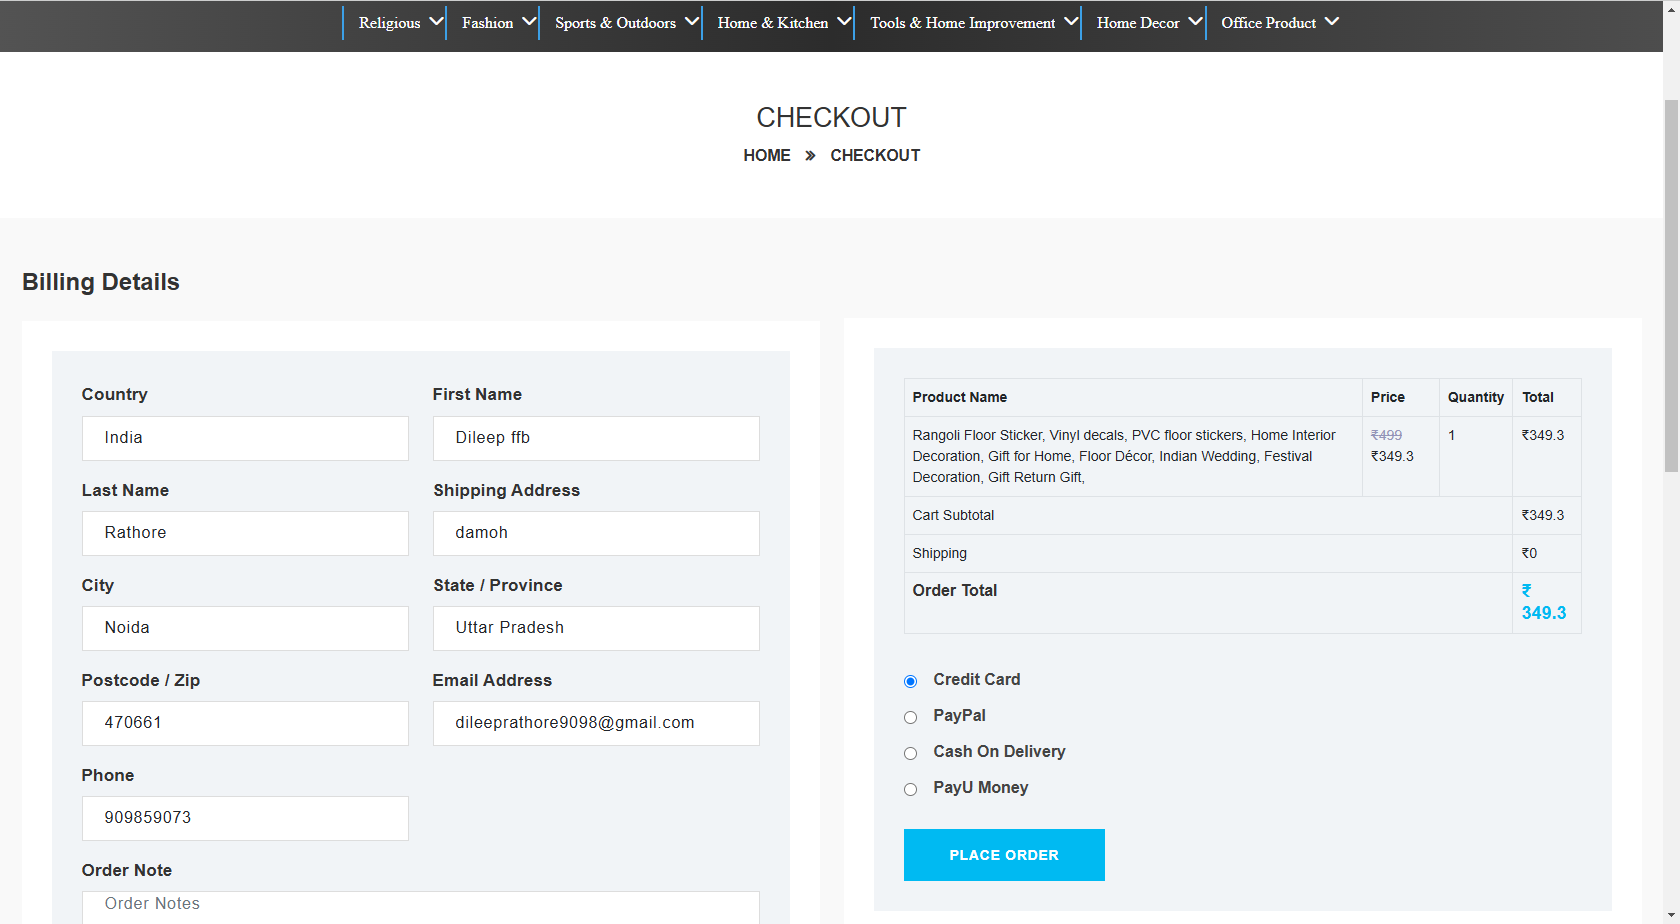 Religious Fashion Sports & Outdoors Home & Kitchen Tools & Home Improvement Home Decor Office Product
CHECKOUT
HOME » CHECKOUT
Billing Details
Country First Name
India Dileep ffb
Last Name Shipping Address
Rathore damoh
City State / Province
Noida Uttar Pradesh
Postcode / Zip Email Address
470661 dileeprathore9098@gmail.com
Phone
909859073
Order Note
Order Notes
Product Name Price Quantity Total
Rangoli Floor Sticker, Vinyl decals, PVC floor stickers, Home Interior ₹499 1 ₹349.3
Decoration, Gift for Home, Floor Décor, Indian Wedding, Festival ₹349.3
Decoration, Gift Return Gift,
Cart Subtotal ₹349.3
Shipping ₹0
Order Total ₹
349.3
Credit Card
PayPal
Cash On Delivery
PayU Money
PLACE ORDER